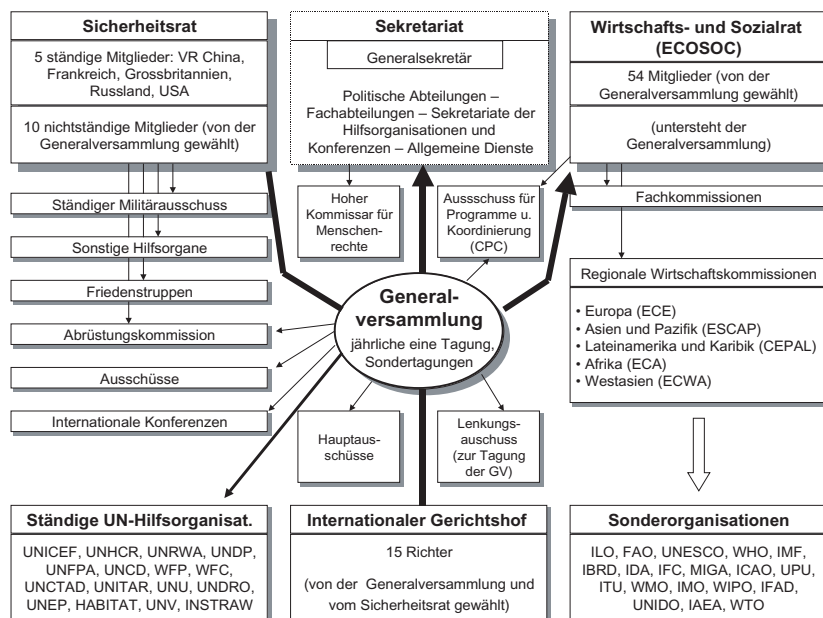 Sicherheitsrat
5 ständige Mitglieder: VR China,
Frankreich, Grossbritannien,
Russland, USA
10 nichtständige Mitglieder (von der
Generalversammlung gewählt)
Sekretariat
Generalsekretär
Politische Abteilungen –
Fachabteilungen – Sekretariate der
Hilfsorganisationen und
Konferenzen – Allgemeine Dienste
Wirtschafts- und Sozialrat
(ECOSOC)
54 Mitglieder (von der
Generalversammlung gewählt)
(untersteht der
Generalversammlung)
Ständiger Militärausschuss
Sonstige Hilfsorgane
Friedenstruppen
Abrüstungskommission
Ausschüsse
Internationale Konferenzen
Hoher
Kommissar für
Menschen-
rechte
Aussschuss für
Programme u.
Koordinierung
(CPC)
Fachkommissionen
Regionale Wirtschaftskommissionen
• Europa (ECE)
• Asien und Pazifik (ESCAP)
• Lateinamerika und Karibik (CEPAL)
• Afrika (ECA)
• Westasien (ECWA)
General-
versammlung
jährliche eine Tagung,
Sondertagungen
Hauptaus-
schüsse
Lenkungs-
auschuss
(zur Tagung
der GV)
Ständige UN-Hilfsorganisat.
UNICEF, UNHCR, UNRWA, UNDP,
UNFPA, UNCD, WFP, WFC,
UNCTAD, UNITAR, UNU, UNDRO,
UNEP, HABITAT, UNV, INSTRAW
Internationaler Gerichtshof
15 Richter
(von der Generalversammlung und
vom Sicherheitsrat gewählt)
Sonderorganisationen
ILO, FAO, UNESCO, WHO, IMF,
IBRD, IDA, IFC, MIGA, ICAO, UPU,
ITU, WMO, IMO, WIPO, IFAD,
UNIDO, IAEA, WTO